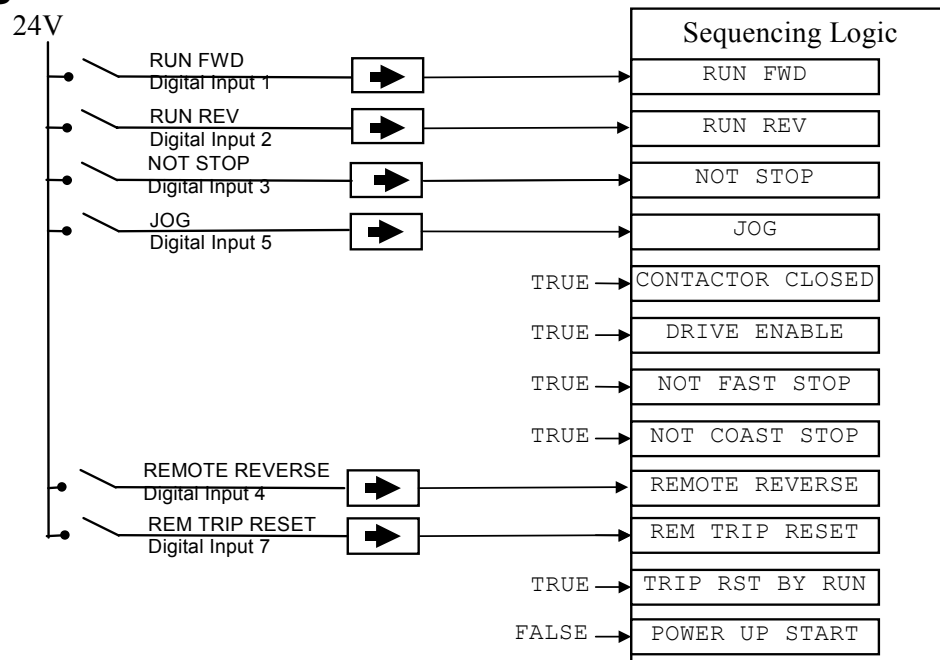 24V
Sequencing Logic
RUN FWD
Digital Input 1
RUN FWD
RUN REV
Digital Input 2
RUN REV
NOT STOP
Digital Input 3
NOT STOP
JOG
Digital Input 5
JOG
TRUE
CONTACTOR CLOSED
TRUE
DRIVE ENABLE
TRUE
NOT FAST STOP
TRUE
NOT COAST STOP
REMOTE REVERSE
Digital Input 4
REMOTE REVERSE
REM TRIP RESET
Digital Input 7
REM TRIP RESET
TRUE
TRIP RST BY RUN
FALSE
POWER UP START